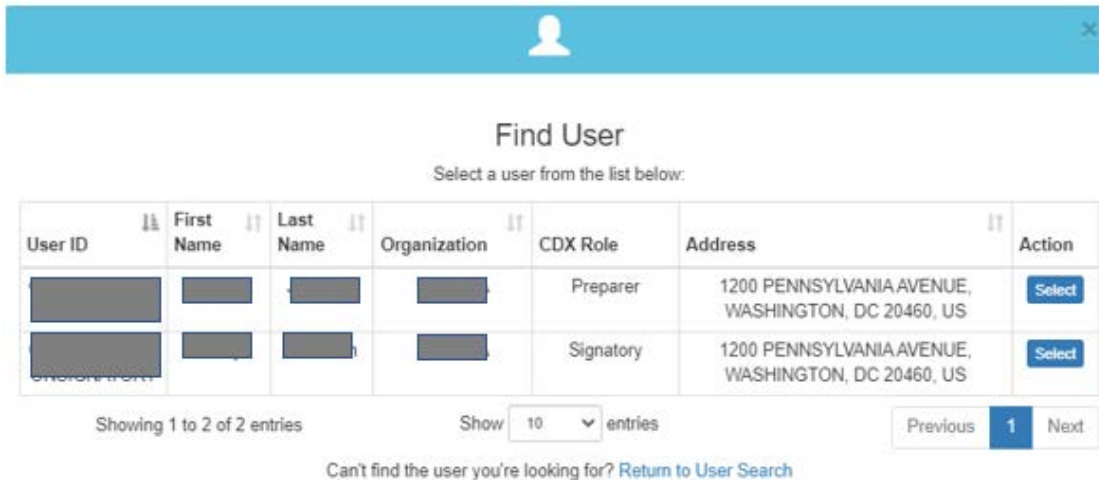 Find User
Select a user from the list below:
User ID First Name Last Name Organization CDX Role Address Action
Preparer 1200 PENNSYLVANIA AVENUE, Select
WASHINGTON, DC 20460, US
Signatory 1200 PENNSYLVANIA AVENUE, Select
WASHINGTON, DC 20460, US
Showing 1 to 2 of 2 entries Show 10 entries Previous 1 Next
Can't find the user you're looking for? Return to User Search